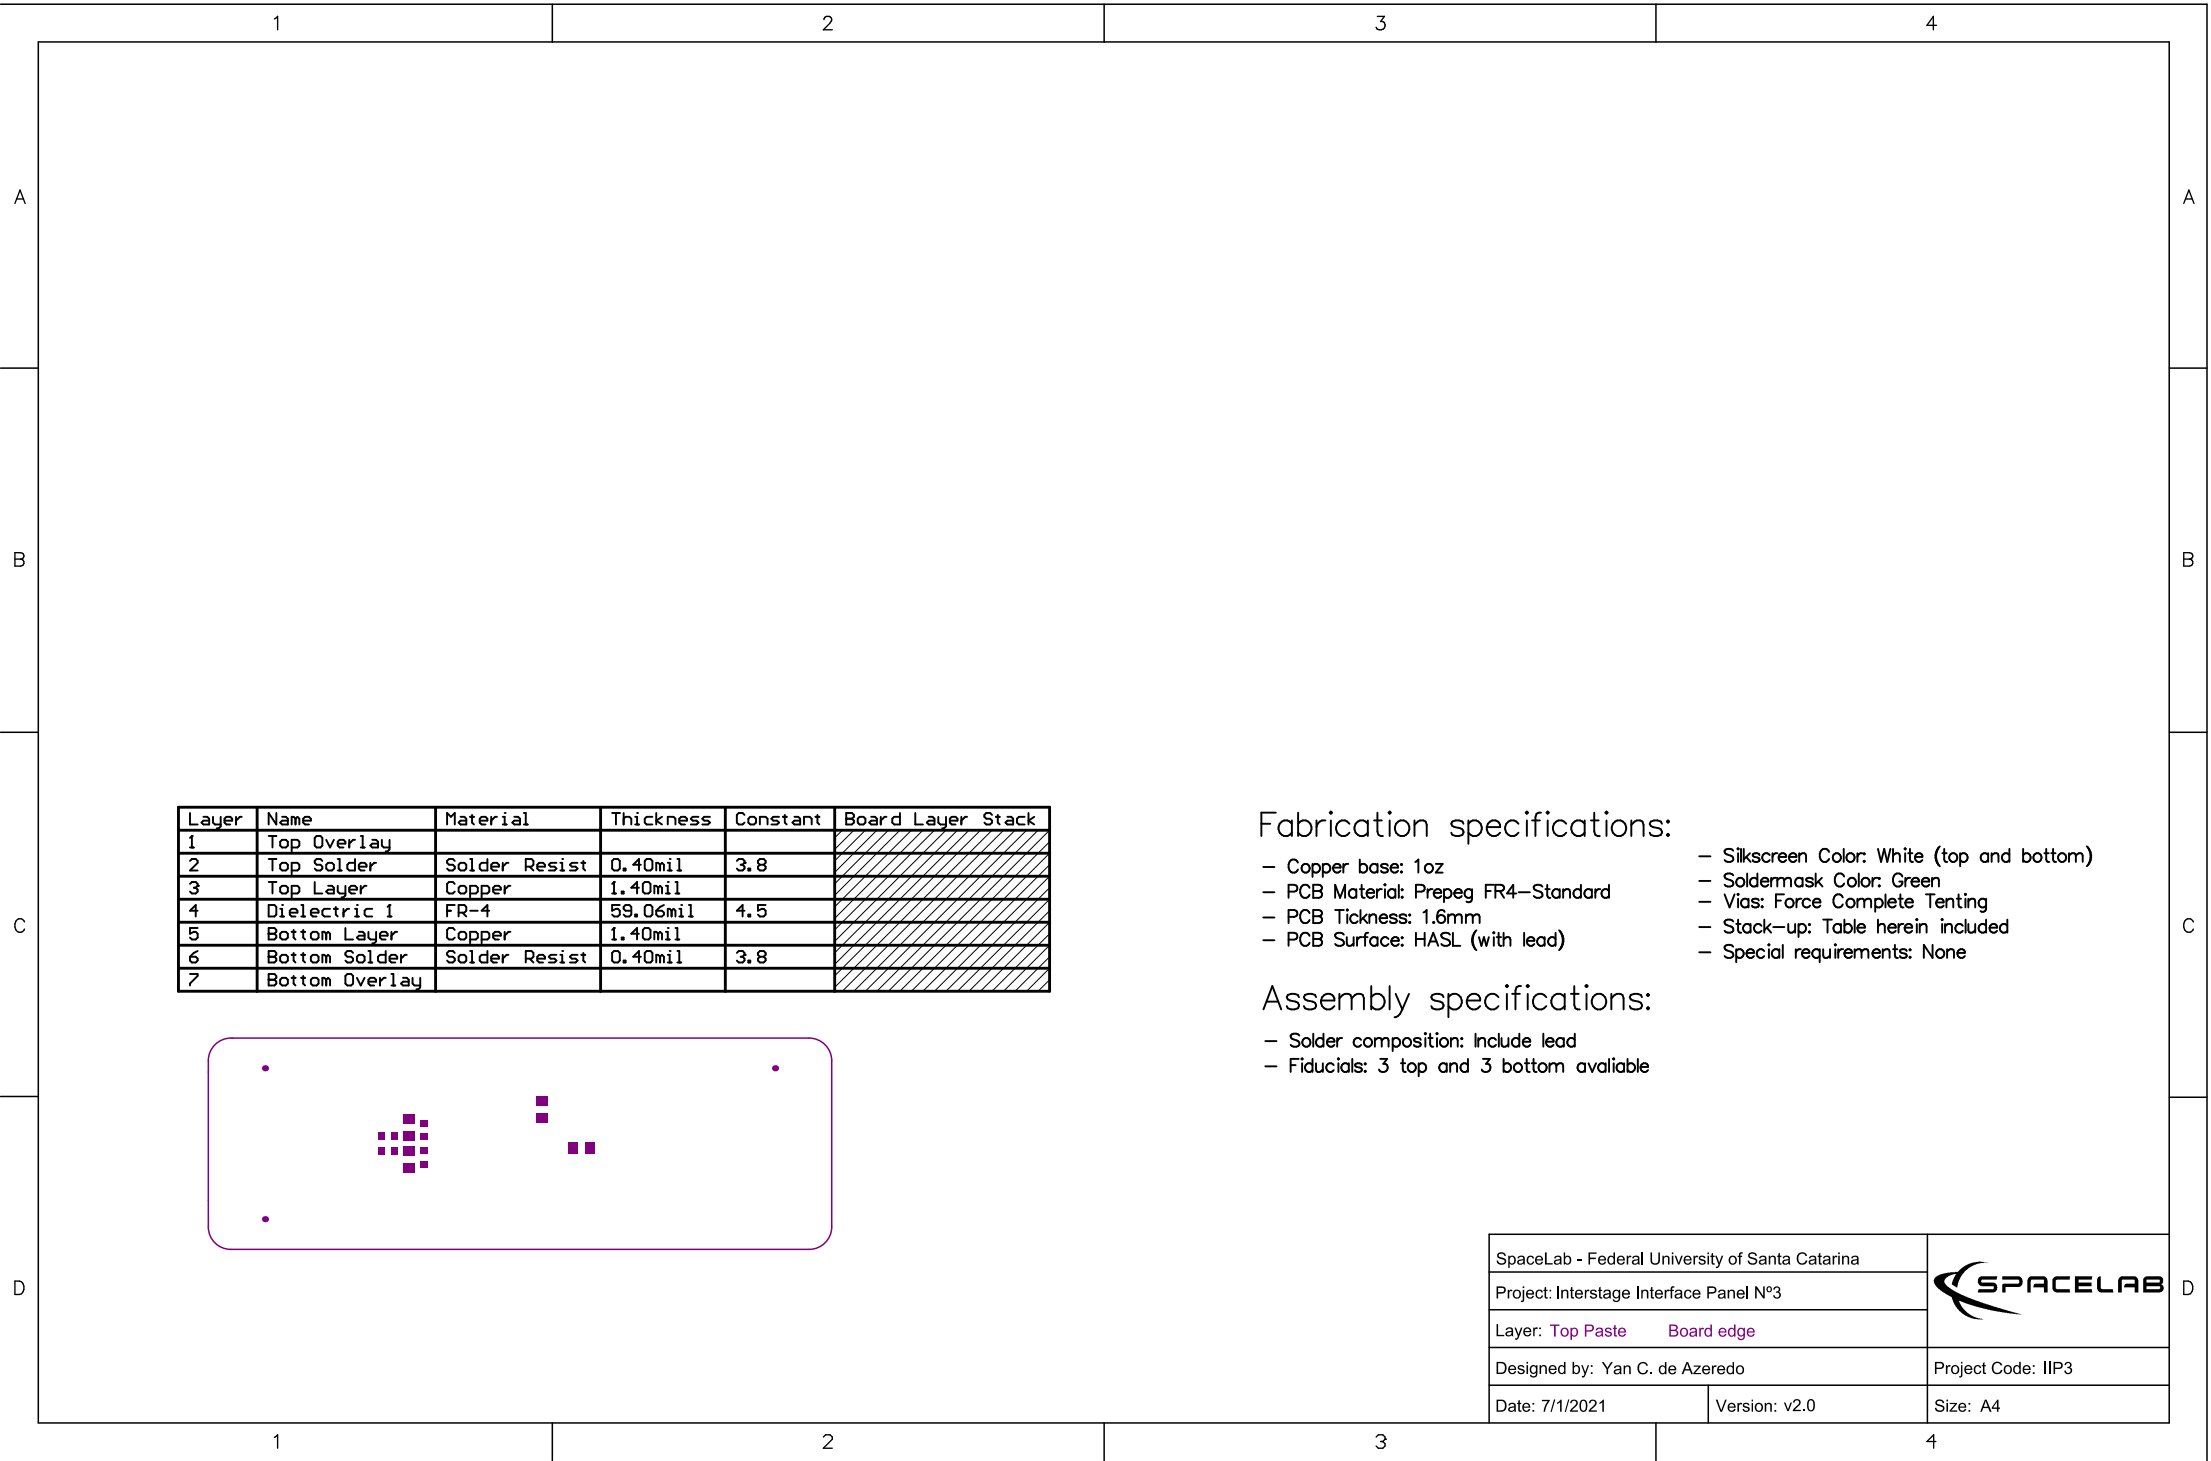 1 2 3 4
A A
B B
Layer Name Material Thickness Constant Board Layer Stack
1 Top Overlay
2 Top Solder Solder Resist 0.40mil 3.8
3 Top Layer Copper 1.40mil
4 Dielectric 1 FR-4 59.06mil 4.5
5 Bottom Layer Copper 1.40mil
6 Bottom Solder Solder Resist 0.40mil 3.8
7 Bottom Overlay
Fabrication specifications:
– Copper base: 1oz
– PCB Material: Prepeg FR4–Standard
– PCB Tickness: 1.6mm
– PCB Surface: HASL (with lead)
– Silkscreen Color: White (top and bottom)
– Soldermask Color: Green
– Vias: Force Complete Tenting
– Stack–up: Table herein included
– Special requirements: None
C C
Assembly specifications:
– Solder composition: Include lead
– Fiducials: 3 top and 3 bottom avaliable
SpaceLab - Federal University of Santa Catarina
Project: Interstage Interface Panel Nº3
SPACELAB
D D
Layer: Top Paste Board edge
Designed by: Yan C. de Azeredo Project Code: IIP3
Date: 7/1/2021 Version: v2.0 Size: A4
1 2 3 4